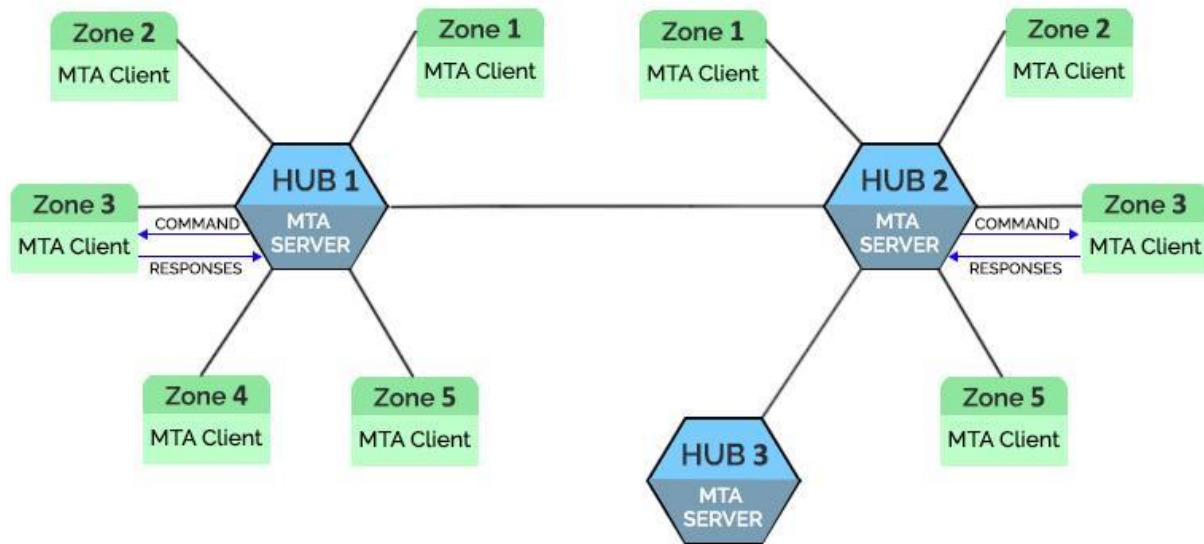 Zone 2
MTA Client
Zone 1
MTA Client
Zone 1
MTA Client
Zone 2
MTA Client
HUB 1
MTA
SERVER
HUB 2
MTA
SERVER
Zone 3
MTA Client
COMMAND
RESPONSES
COMMAND
RESPONSES
Zone 3
MTA Client
Zone 4
MTA Client
Zone 5
MTA Client
Zone 5
MTA Client
HUB 3
MTA
SERVER